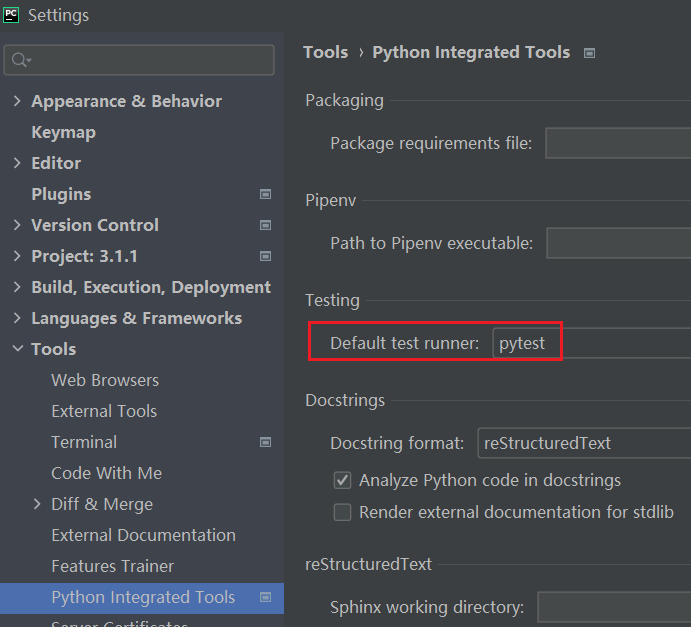 PC Settings
Appearance & Behavior
Keymap
Editor
Plugins
Version Control
Project: 3.1.1
Build, Execution, Deployment
Languages & Frameworks
Tools
Web Browsers
External Tools
Terminal
Code With Me
Diff & Merge
External Documentation
Features Trainer
Python Integrated Tools
Server Certificates
Tools › Python Integrated Tools
Packaging
Package requirements file:
Pipenv
Path to Pipenv executable:
Testing
Default test runner: pytest
Docstrings
Docstring format: reStructuredText
Analyze Python code in docstrings
Render external documentation for stdlib
reStructuredText
Sphinx working directory: